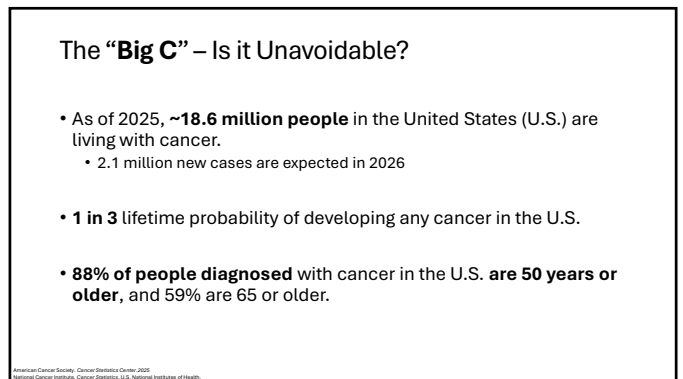 The “Big C” – Is it Unavoidable?
• As of 2025, ~18.6 million people in the United States (U.S.) are
living with cancer.
• 2.1 million new cases are expected in 2026
• 1 in 3 lifetime probability of developing any cancer in the U.S.
• 88% of people diagnosed with cancer in the U.S. are 50 years or
older, and 59% are 65 or older.
American Cancer Society. Cancer Statistics Center. 2025
National Cancer Institute. Cancer Statistics. U.S. National Institutes of Health.